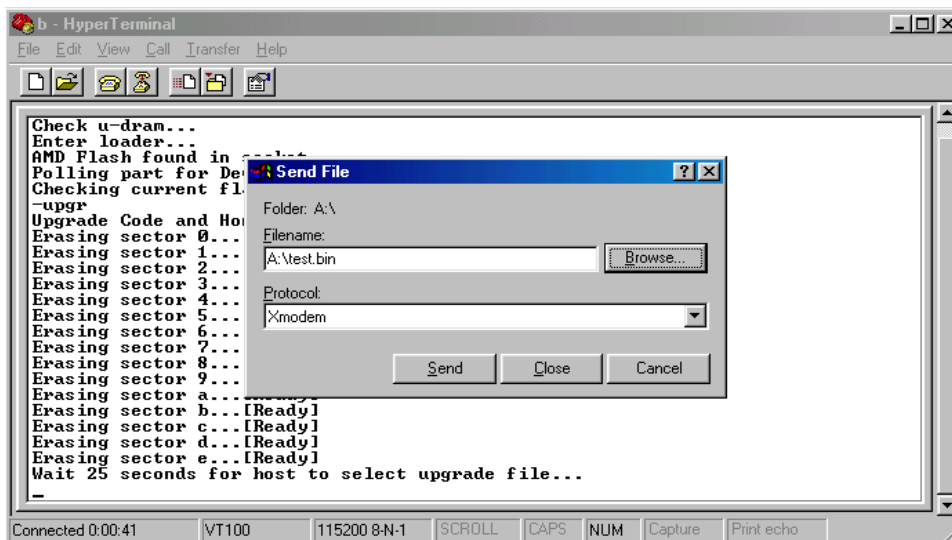 b - HyperTerminal
File Edit View Call Transfer Help
Check u-dram...
Enter loader...
AMD Flash found in
Polling part for
Checking current
-upgr
Upgrade Code and
Erasing sector 0...
Erasing sector 1...
Erasing sector 2...
Erasing sector 3...
Erasing sector 4...
Erasing sector 5...
Erasing sector 6...
Erasing sector 7...
Erasing sector 8...
Erasing sector 9...
Erasing sector a...
Erasing sector b...[Ready]
Erasing sector c...[Ready]
Erasing sector d...[Ready]
Erasing sector e...[Ready]
Wait 25 seconds for host to select upgrade file...
Send File
Folder: A:\
Filename:
A:\test.bin
Browse...
Protocol:
Xmodem
Send Close Cancel
Connected 0:00:41 VT100 115200 8-N-1 SCROLL CAPS NUM Capture Print echo